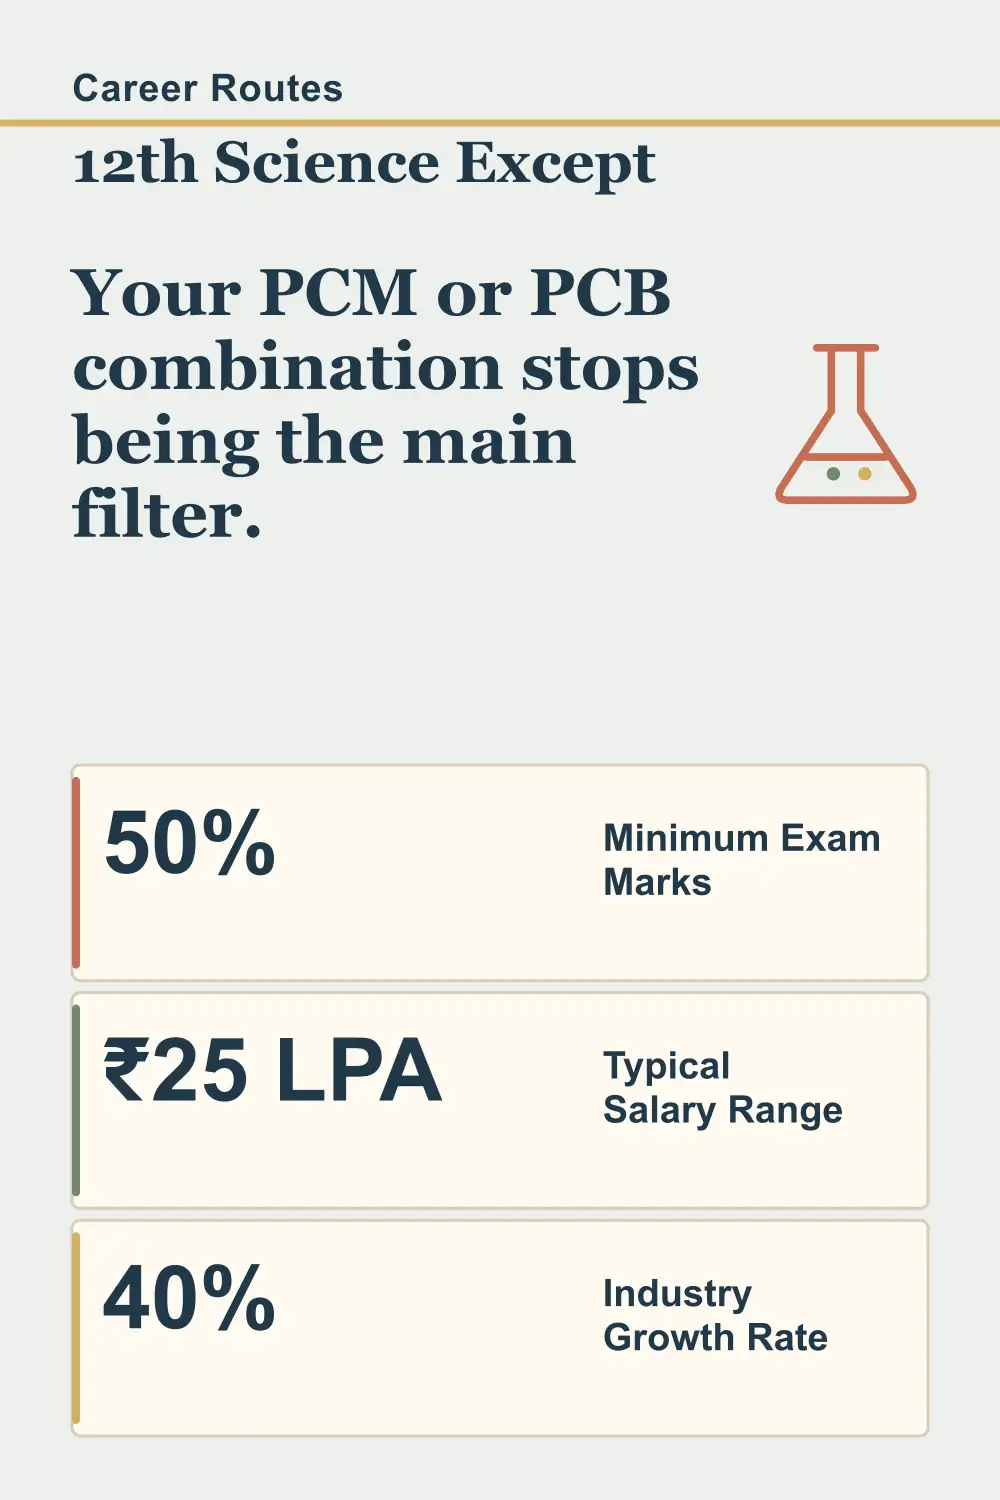 Career Routes
12th Science Except
Your PCM or PCB
combination stops
being the main
filter.
50%
Minimum Exam
Marks
₹25 LPA
Typical
Salary Range
40%
Industry
Growth Rate